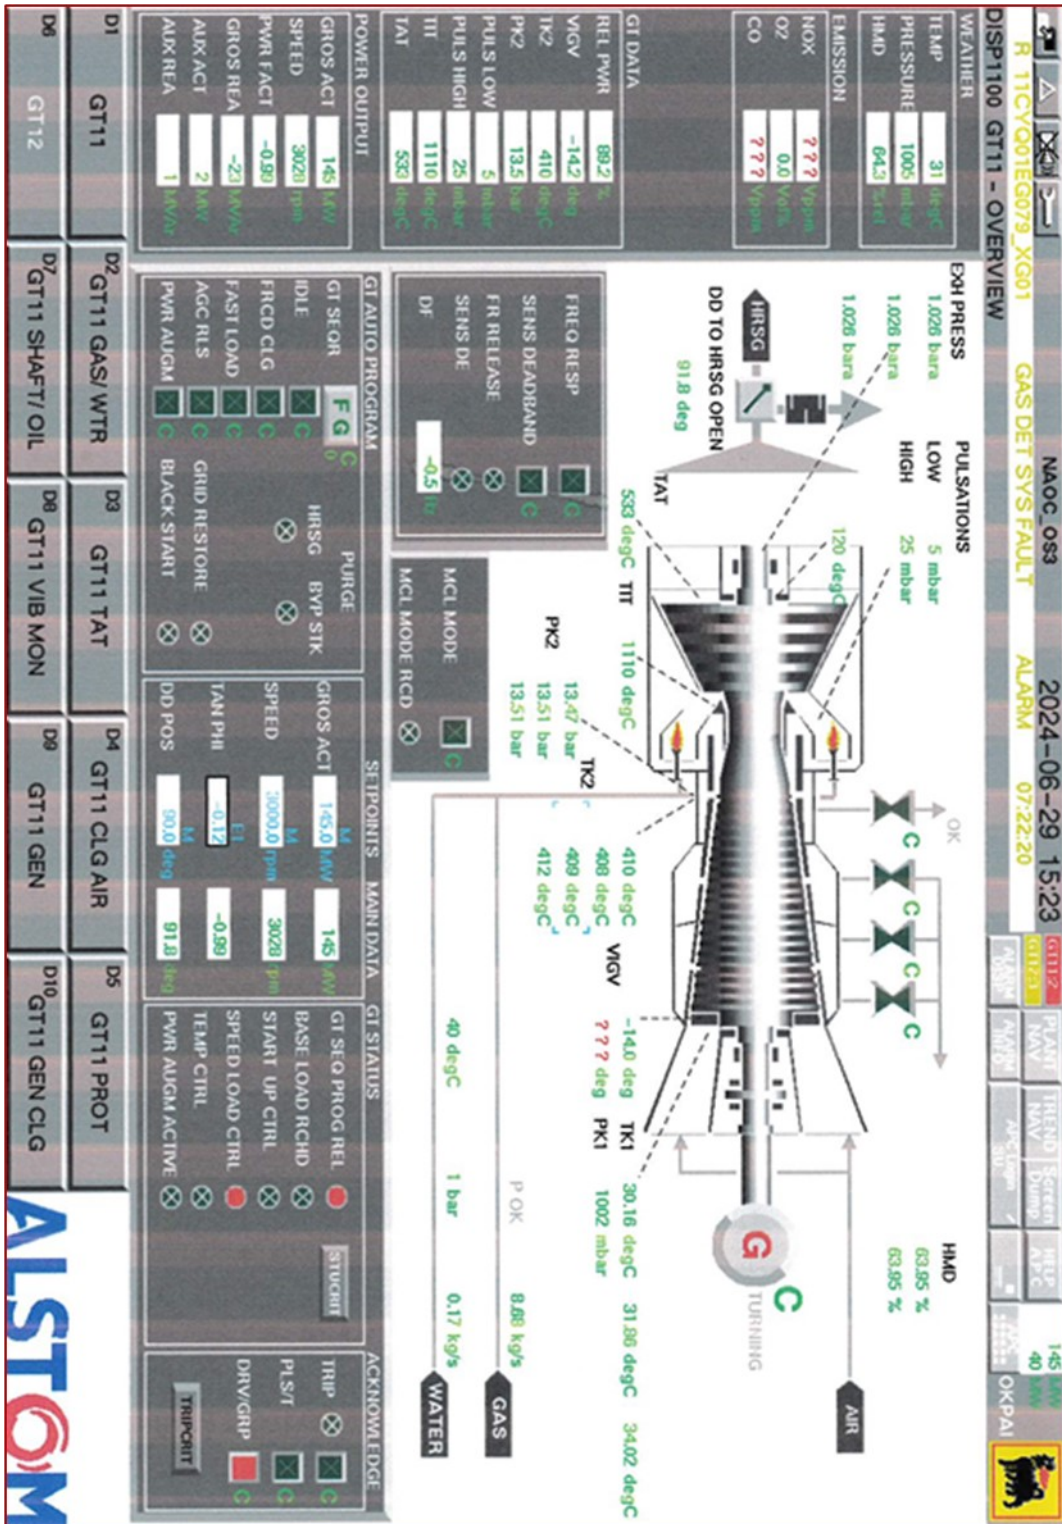 NAOC_OS3 2024-06-29 15:23
R 11CYQ01EG079_XG01 GAS DET SYS FAULT ALARM 07:22:20
DISP1100 GT11 - OVERVIEW
GT11 2
TREND NAV
Screen Dump
145 MW
40 MW
OKPAI
WEATHER
TEMP 31 degC
PRESSURE 1005 mbar
HMD 64.3 %rel
EMISSION
NOX ??? Vppm
O2 0.0 Vol%
CO ??? Vppm
GT DATA
REL PWR 89.2 %
VIGV -14.2 deg
TK2 410 degC
PK2 13.5 bar
PULS LOW 5 mbar
PULS HIGH 25 mbar
TIT 1110 degC
TAT 533 degC
POWER OUTPUT
GROS ACT 145 MW
SPEED 3028 rpm
PWR FACT
GROS REA -23 MVAr
AUX ACT 2 MW
AUX REA 1 MVAr
EXH PRESS
1.026 bara
1.026 bara
1.026 bara
PULSATIONS
LOW 5 mbar
HIGH 25 mbar
OK
C
C
C
C
HMD
63.95 %
63.95 %
AIR
HRSG
DD TO HRSG OPEN
91.8 deg
120 degC
TAT 533 degC
TIT 1110 degC
PK2
13.47 bar
13.51 bar
13.51 bar
TK2
410 degC
408 degC
409 degC
412 degC
VIGV -14.0 deg
??? deg
TK1 30.16 degC 31.86 degC 34.02 degC
PK1 1002 mbar
G
C
TURNING
P OK
8.68 kg/s
GAS
40 degC 1 bar 0.17 kg/s
WATER
FREQ RESP
SENS DEADBAND C
FR RELEASE
SENS DE
DF -0.5 Hz
MCL MODE C
MCL MODE RCD
GT AUTO PROGRAM
GT SEQR F G C 0
IDLE C
FRCD CLG C
FAST LOAD C
AGC RLS C
PWR AUGM C
PURGE
HRSG BYP STK
GRID RESTORE
BLACK START
SETPOINTS MAIN DATA
GROS ACT M 145.0 MW 145 MW
SPEED M 3000.0 rpm 3028 rpm
TAN PHI E1 -0.12 -0.99
DD POS M 90.0 deg 91.8 deg
GT STATUS
GT SEQ PROG REL
BASE LOAD RCHD
START UP CTRL
SPEED LOAD CTRL
TEMP CTRL
PWR AUGM ACTIVE
STUCRIT
ACKNOWLEDGE
TRIP C
PLS/T C
DRV/GRP C
TRIPCRIT
D1 GT11
D2 GT11 GAS/ WTR
D3 GT11 TAT
D4 GT11 CLG AIR
D5 GT11 PROT
D6 GT12
D7 GT11 SHAFT/ OIL
D8 GT11 VIB MON
D9 GT11 GEN
D10 GT11 GEN CLG
ALSTOM